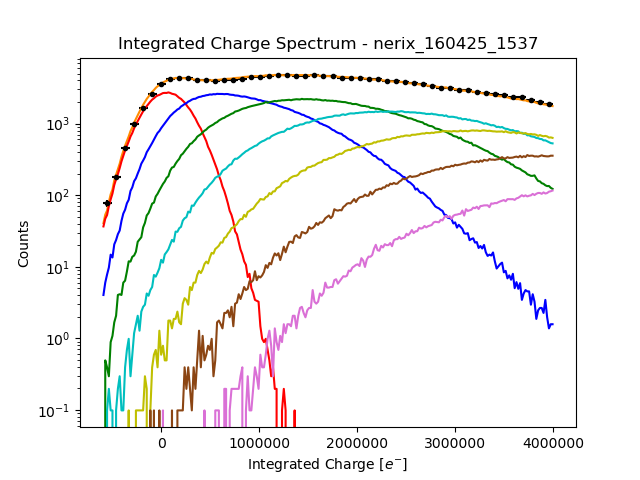 Integrated Charge Spectrum - nerix_160425_1537
Counts
10³
10²
10¹
10⁰
10⁻¹
0 1000000 2000000 3000000 4000000
Integrated Charge [e⁻]